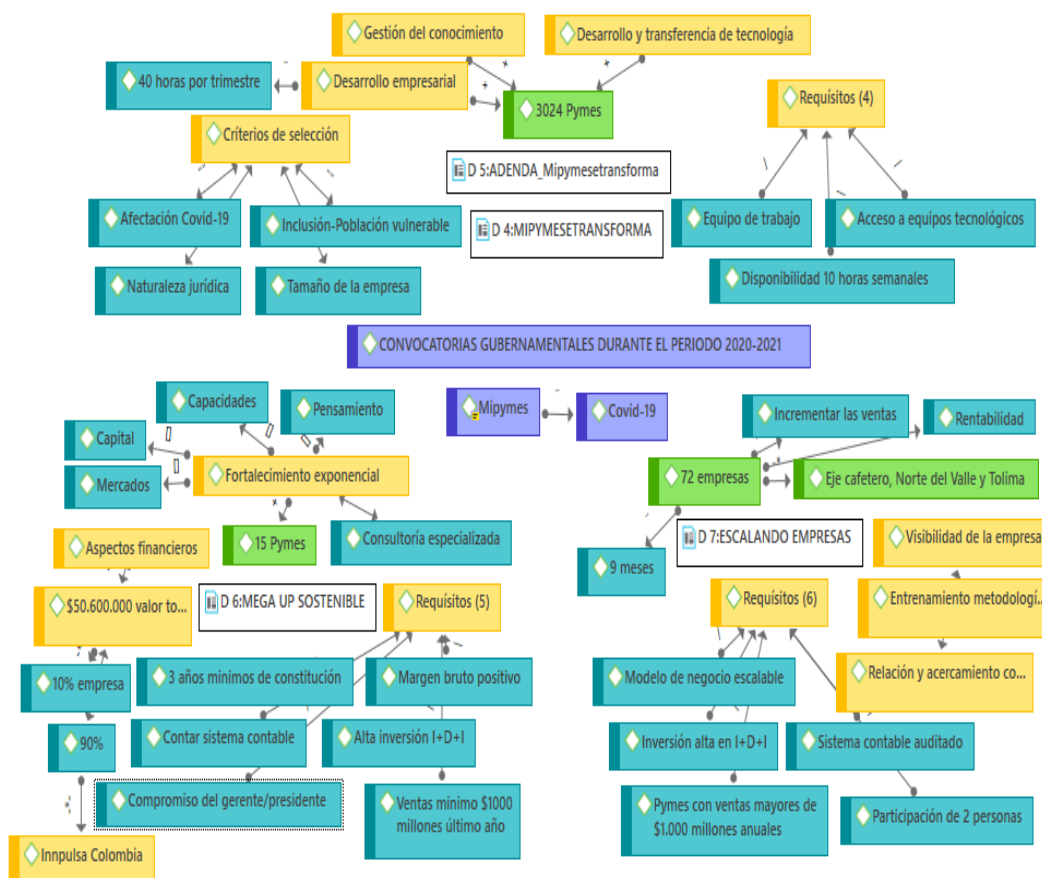 Gestión del conocimiento
Desarrollo y transferencia de tecnología
40 horas por trimestre
Desarrollo empresarial
3024 Pymes
Requísitos (4)
Críterios de selección
D 5:ADENDA_Mipymesetransforma
Afectación Covid-19
Inclusión-Población vulnerable
D 4:MIPYMESETRANSFORMA
Equipo de trabajo
Acceso a equipos tecnológicos
Naturaleza jurídica
Tamaño de la empresa
Disponibilidad 10 horas semanales
CONVOCATORIAS GUBERNAMENTALES DURANTE EL PERIODO 2020-2021
Capacidades
Pensamiento
Mipymes
Covid-19
Incrementar las ventas
Rentabilidad
Capital
Mercados
Fortalecimiento exponencial
72 empresas
Eje cafetero, Norte del Valle y Tolima
15 Pymes
Consultoría especializada
D 7:ESCALANDO EMPRESAS
Visibilidad de la empresa
Aspectos financieros
9 meses
$50.600.000 valor to...
D 6:MEGA UP SOSTENIBLE
Requísitos (5)
Requísitos (6)
Entrenamiento metodologí...
10% empresa
3 años minimos de constitución
Margen bruto positivo
Modelo de negocio escalable
Relación y acercamiento co...
90%
Contar sistema contable
Alta inversión I+D+I
Inversión alta en I+D+I
Sistema contable auditado
Compromiso del gerente/presidente
Ventas minimo $1000
millones último año
Pymes con ventas mayores de
$1.000 millones anuales
Participación de 2 personas
Innpulsa Colombia